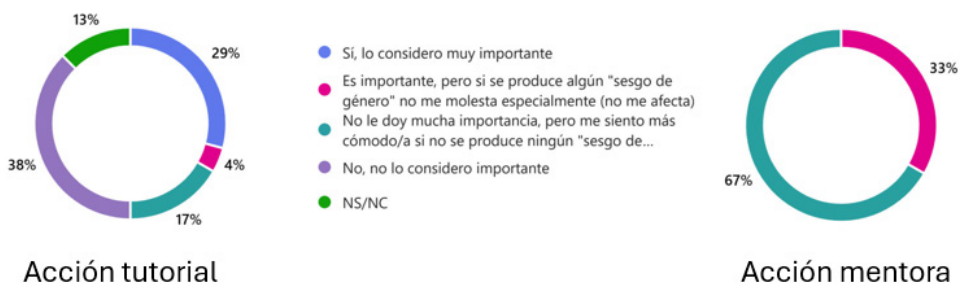 13%
29%
38%
4%
17%
Sí, lo considero muy importante
Es importante, pero si se produce algún "sesgo de
género" no me molesta especialmente (no me afecta)
No le doy mucha importancia, pero me siento más
cómodo/a si no se produce ningún "sesgo de...
No, no lo considero importante
NS/NC
33%
67%
Acción tutorial
Acción mentora